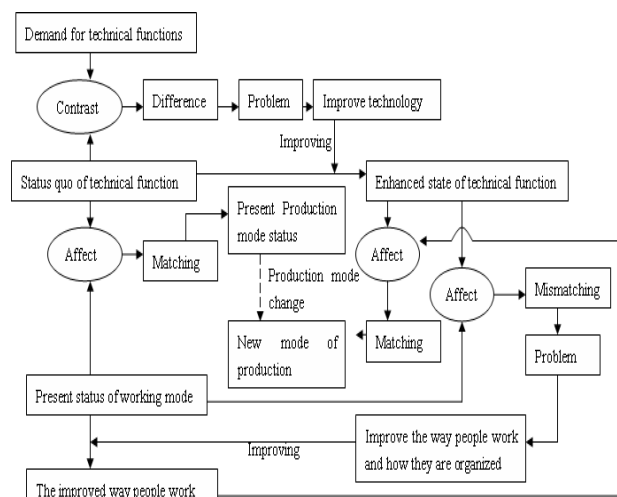 Demand for technical functions
Contrast
Difference
Problem
Improve technology
Improving
Status quo of technical function
Enhanced state of technical function
Present Production
mode status
Affect
Matching
Affect
Affect
Mismatching
Production mode
change
New mode of
production
Matching
Problem
Present status of working mode
Improving
Improve the way people work
and how they are organized
The improved way people work